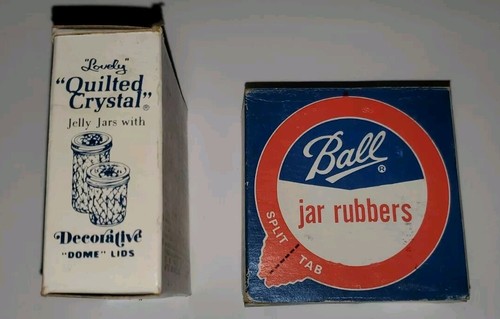 "Lovely"
"Quilted
Crystal"®
Jelly Jars with
Decorative
"DOME" LIDS
Ball®
jar rubbers
SPLIT TAB